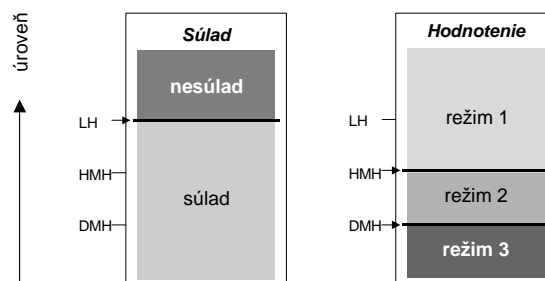 úroveň
Súlad
nesúlad
LH
HMH
súlad
DMH
Hodnotenie
LH
režim 1
HMH
režim 2
DMH
režim 3